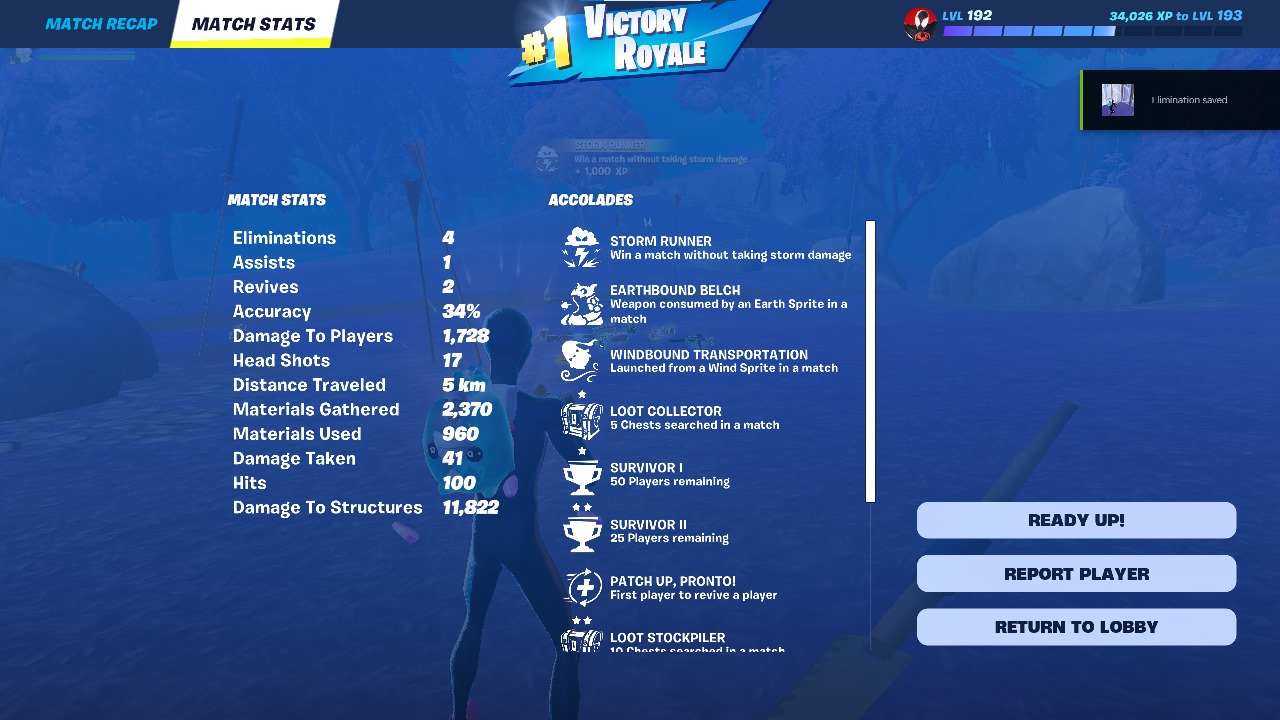 MATCH RECAP
MATCH STATS
#1 VICTORY
ROYALE
LVL 192
34,026 XP to LVL 193
Elimination saved
STORM RUNNER
Win a match without taking storm damage
+ 1,000 XP
MATCH STATS
Eliminations 4
Assists 1
Revives 2
Accuracy 34%
Damage To Players 1,728
Head Shots 17
Distance Traveled 5 km
Materials Gathered 2,370
Materials Used 960
Damage Taken 41
Hits 100
Damage To Structures 11,822
ACCOLADES
STORM RUNNER
Win a match without taking storm damage
EARTHBOUND BELCH
Weapon consumed by an Earth Sprite in a
match
WINDBOUND TRANSPORTATION
Launched from a Wind Sprite in a match
LOOT COLLECTOR
5 Chests searched in a match
SURVIVOR I
50 Players remaining
SURVIVOR II
25 Players remaining
PATCH UP, PRONTO!
First player to revive a player
LOOT STOCKPILER
10 Chests searched in a match
READY UP!
REPORT PLAYER
RETURN TO LOBBY